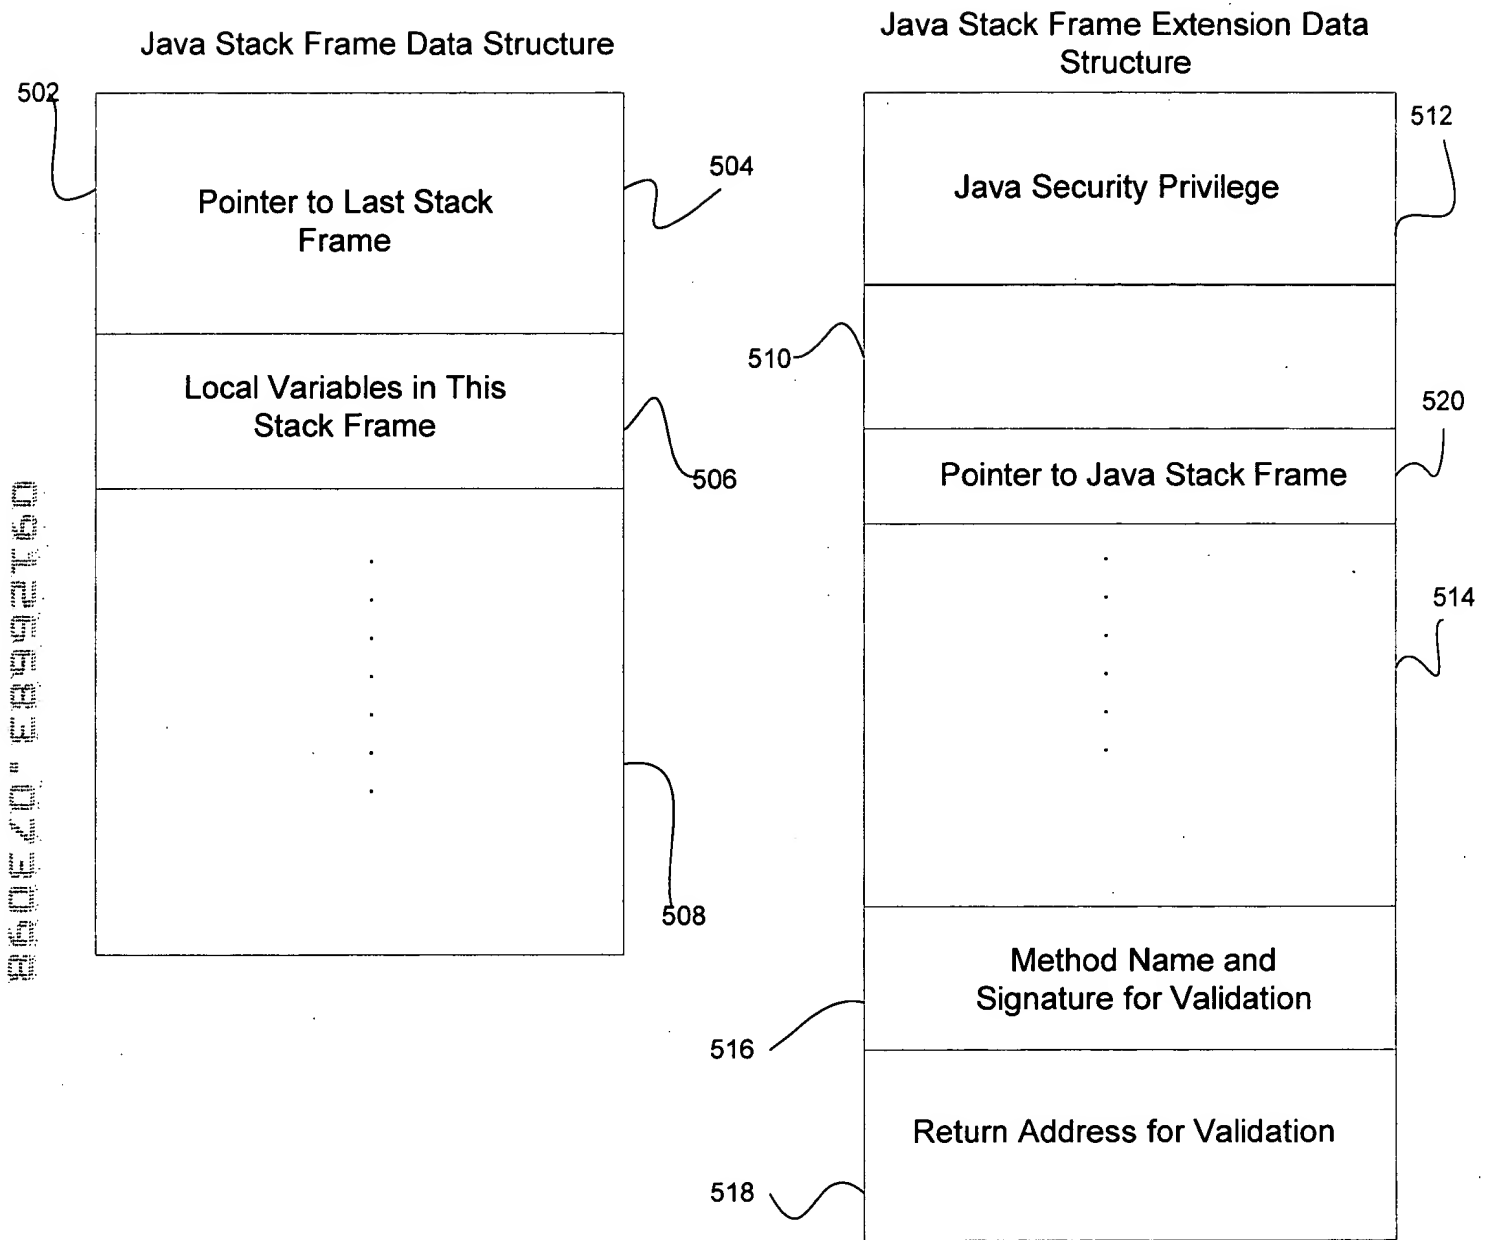 Java Stack Frame Data Structure
502
Pointer to Last Stack
Frame
504
Local Variables in This
Stack Frame
506
508
Java Stack Frame Extension Data
Structure
512
Java Security Privilege
510
520
Pointer to Java Stack Frame
514
Method Name and
Signature for Validation
516
Return Address for Validation
518
09126583.073098